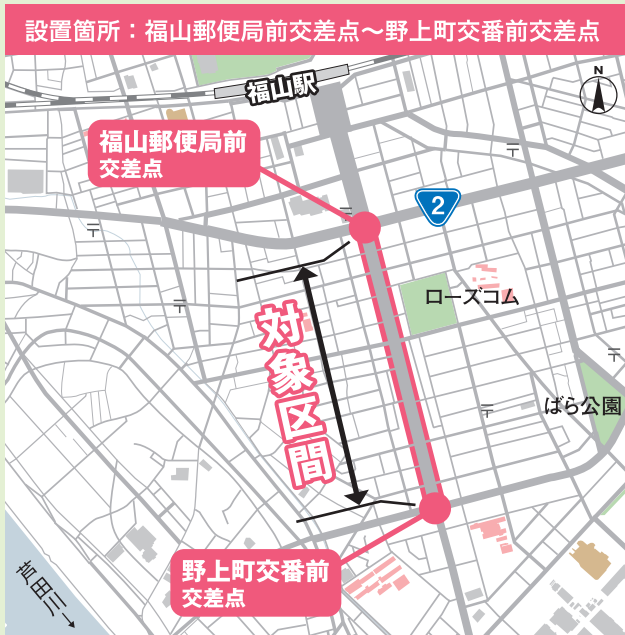 設置箇所：福山郵便局前交差点～野上町交番前交差点
福山駅
N
福山郵便局前
交差点
2
ローズコム
対象区間
ばら公園
野上町交番前
交差点
芦田川